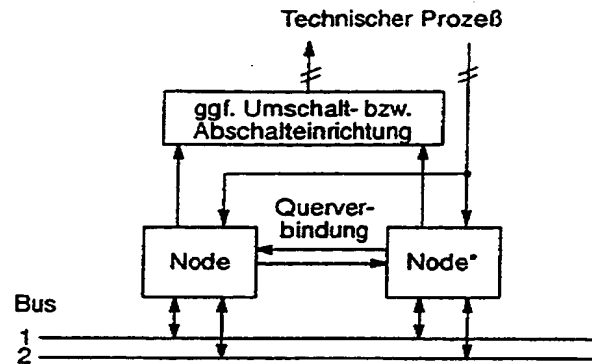 Technischer Prozeß
ggf. Umschalt- bzw.
Abschalteinrichtung
Querver-
bindung
Node
Node*
Bus
1
2